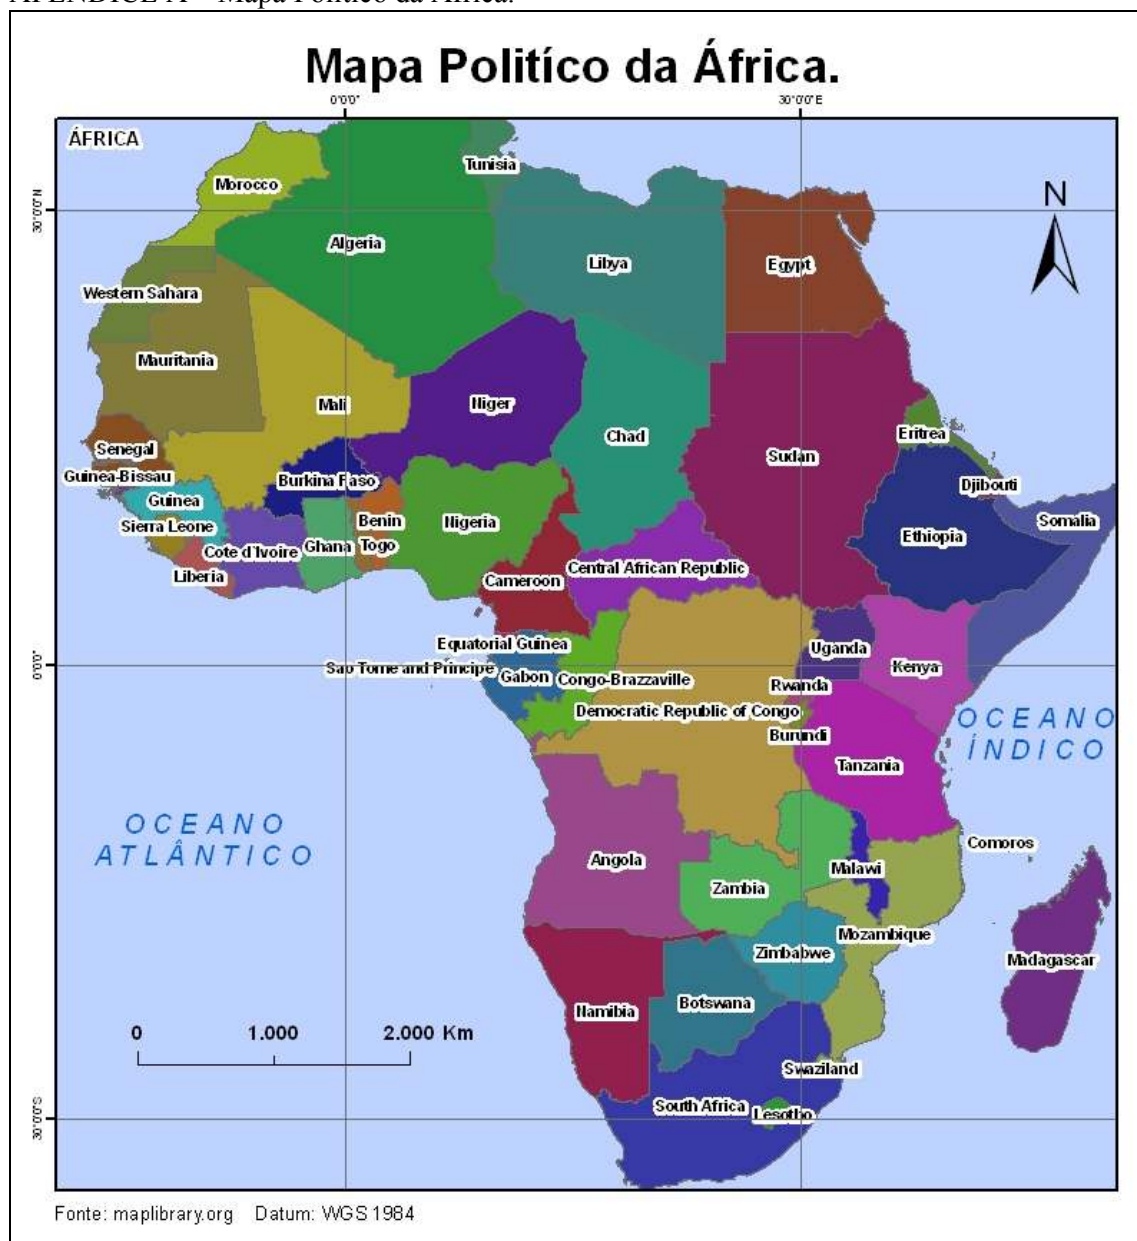 APÊNDICE A – Mapa Político da África.
Mapa Politíco da África.
0°0'0"
30°0'0"E
ÁFRICA
Tunisia
Morocco
N
30°0'0"N
Algeria
Libya
Egypt
Western Sahara
Mauritania
Mali
Niger
Chad
Eritrea
Senegal
Sudan
Guinea-Bissau
Burkina Faso
Djibouti
Guinea
Sierra Leone
Benin
Nigeria
Somalia
Ethiopia
Cote d'Ivoire
Ghana
Togo
Liberia
Cameroon
Central African Republic
Equatorial Guinea
Uganda
0°0'0"
Sao Tome and Principe
Gabon
Congo-Brazzaville
Kenya
Rwanda
Democratic Republic of Congo
Burundi
OCEANO
ÍNDICO
Tanzania
OCEANO
ATLÂNTICO
Comoros
Angola
Zambia
Malawi
Mozambique
Zimbabwe
Madagascar
Namibia
Botswana
0 1.000 2.000 Km
Swaziland
South Africa
Lesotho
30°0'0"S
Fonte: maplibrary.org Datum: WGS 1984